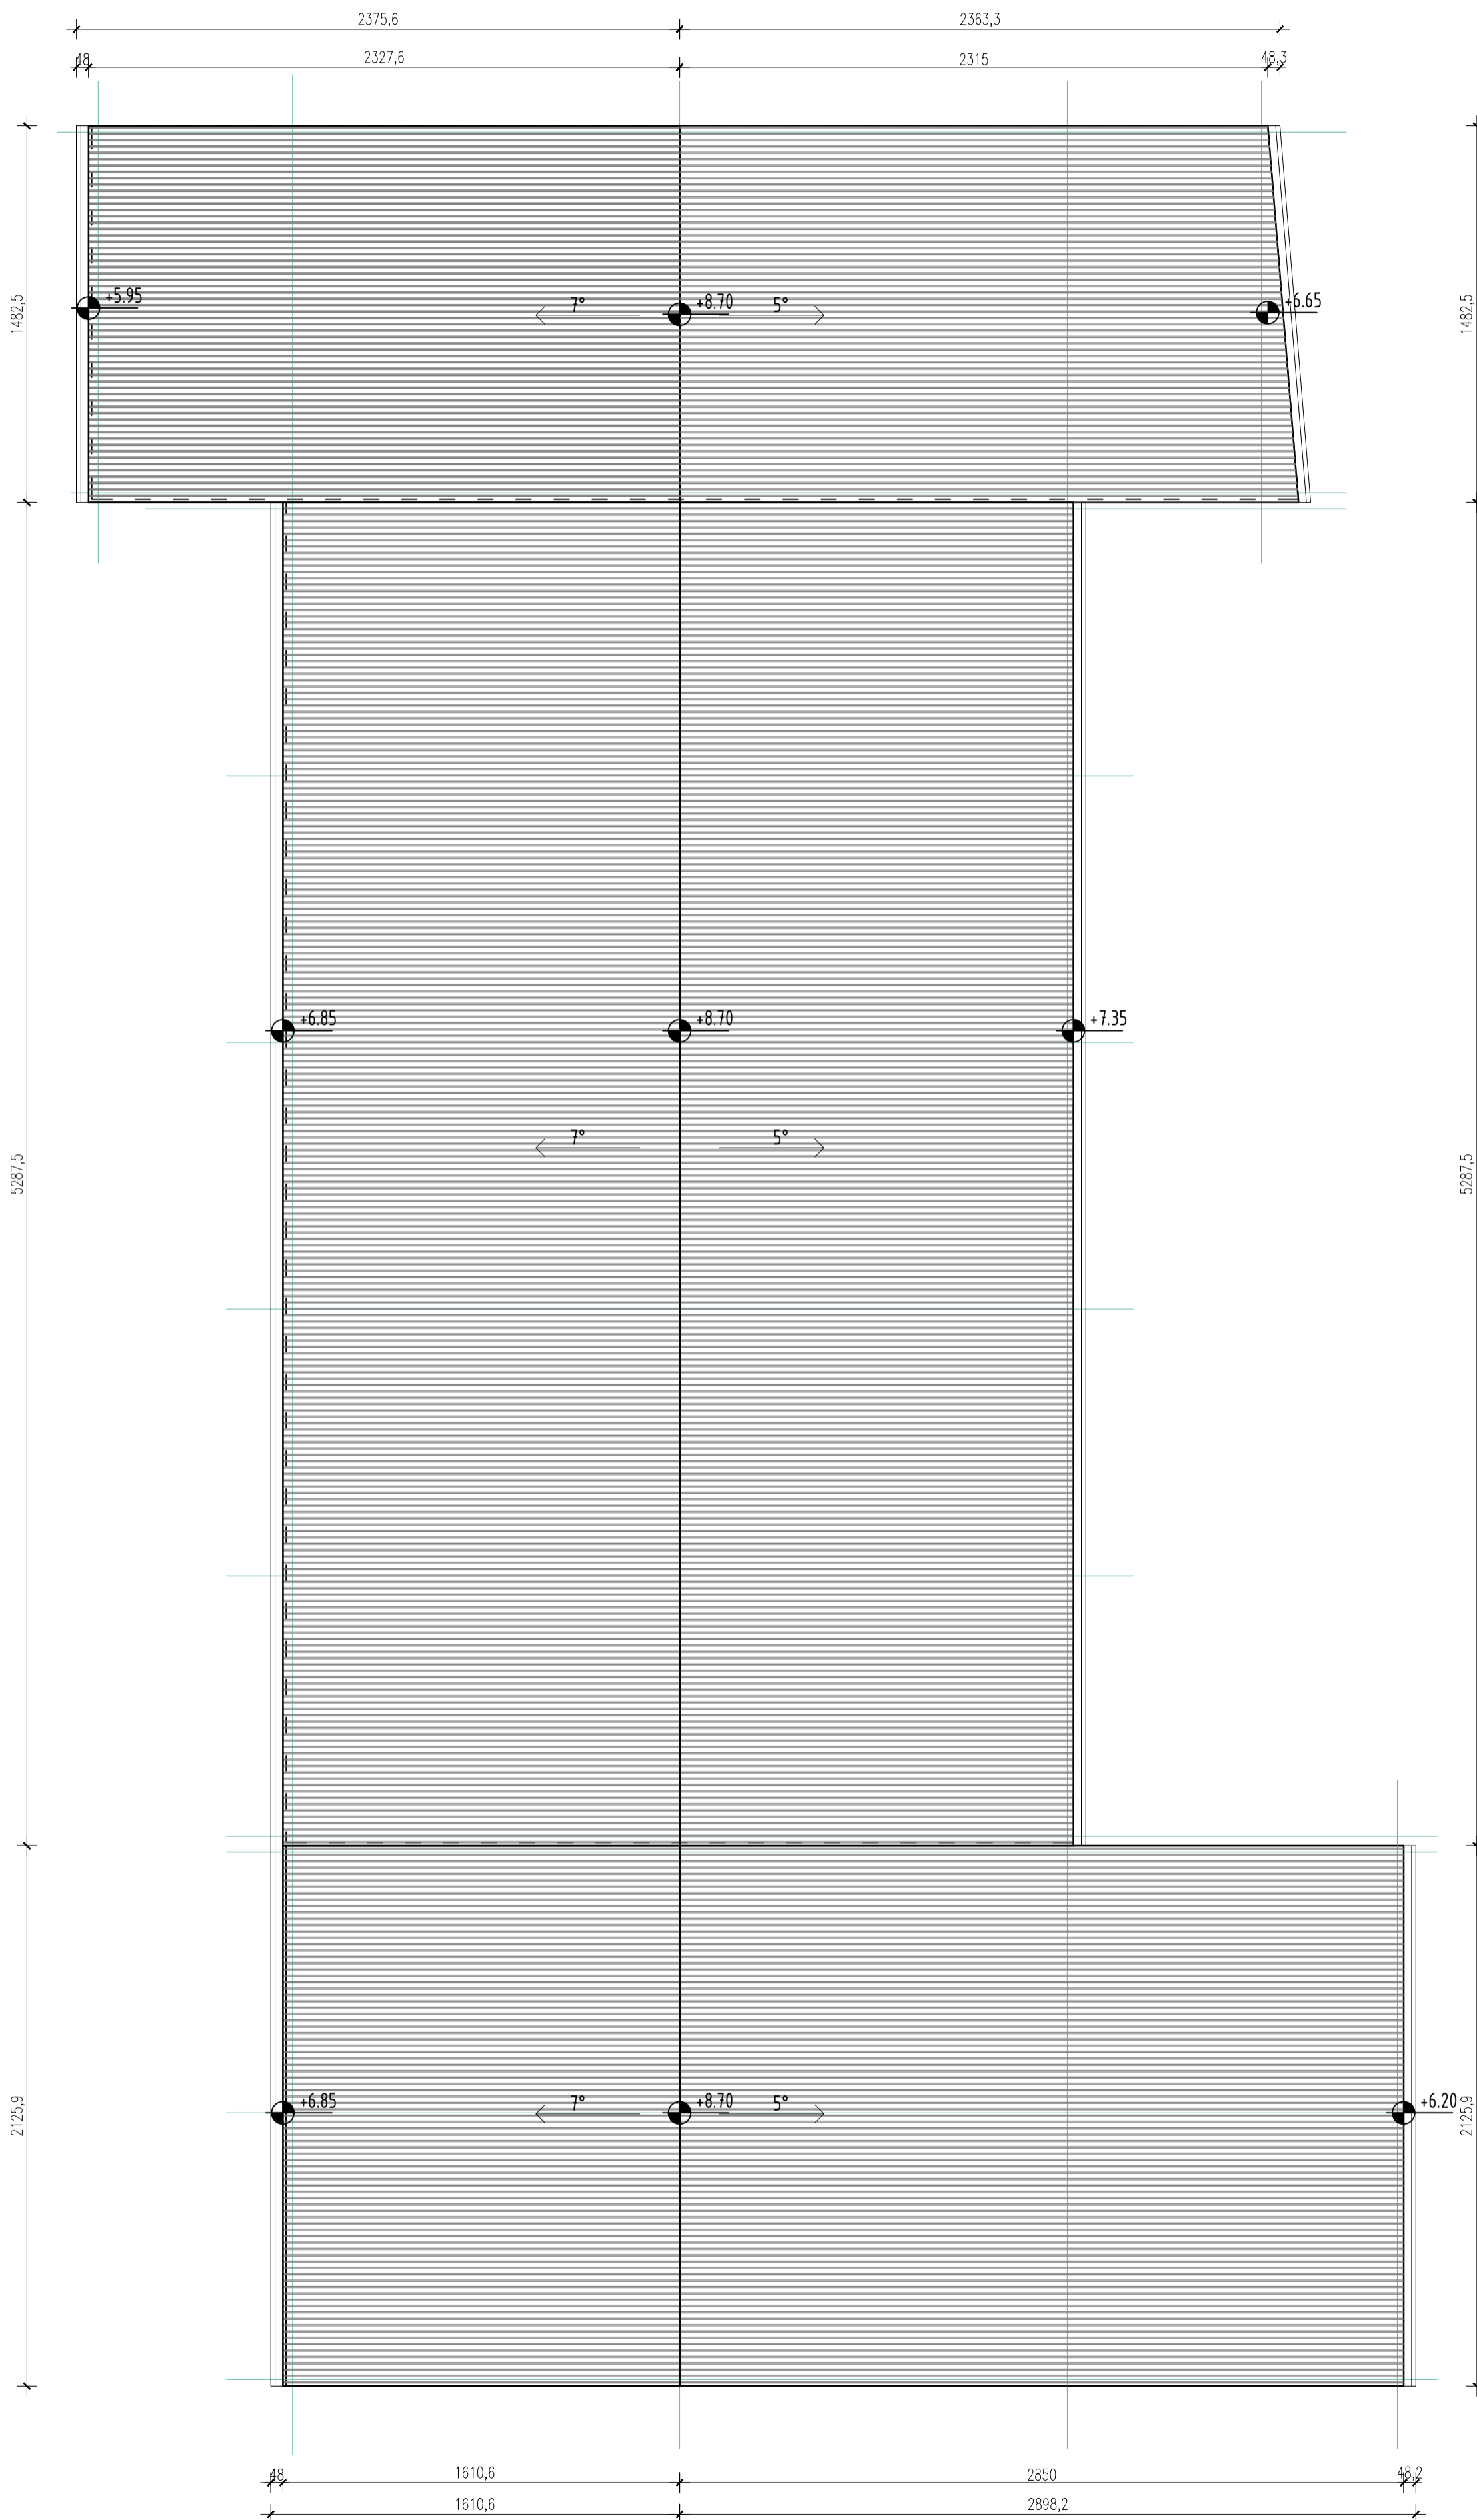 2375,6 2363,3
48 2327,6 2315 48,3
+5.95 7° +8.70 5° +6.65
1482,5 1482,5
+6.85 +8.70 +7.35
7° 5°
5287,5 5287,5
+6.85 7° +8.70 5° +6.20
2125,9 2125,9
48 1610,6 2850 48,2
1610,6 2898,2